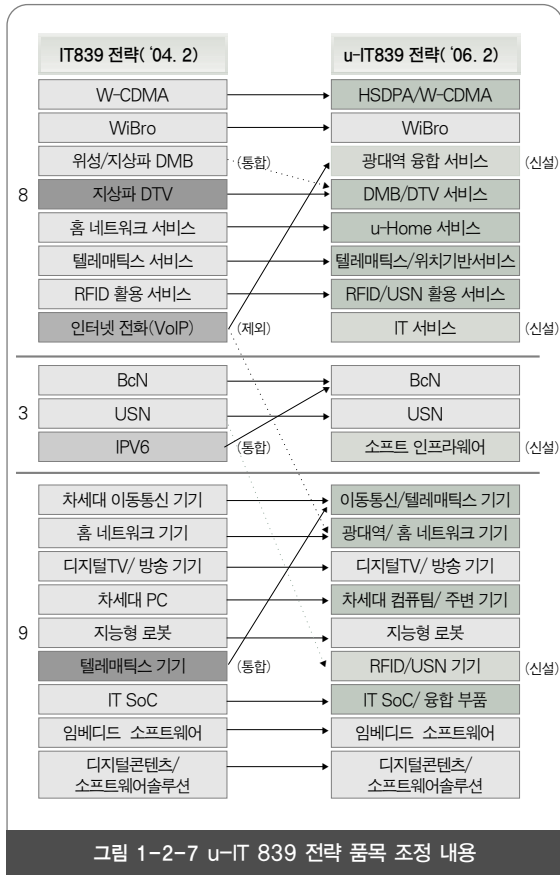 IT839 전략( '04. 2) u-IT839 전략( '06. 2)
8
W-CDMA HSDPA/W-CDMA
WiBro WiBro
위성/지상파 DMB (통합) 광대역 융합 서비스 (신설)
지상파 DTV DMB/DTV 서비스
홈 네트워크 서비스 u-Home 서비스
텔레매틱스 서비스 텔레매틱스/위치기반서비스
RFID 활용 서비스 RFID/USN 활용 서비스
인터넷 전화(VoIP) (제외) IT 서비스 (신설)
3
BcN BcN
USN USN
IPV6 (통합) 소프트 인프라웨어 (신설)
9
차세대 이동통신 기기 이동통신/텔레매틱스 기기
홈 네트워크 기기 광대역/ 홈 네트워크 기기
디지털TV/ 방송 기기 디지털TV/ 방송 기기
차세대 PC 차세대 컴퓨팅/ 주변 기기
지능형 로봇 지능형 로봇
텔레매틱스 기기 (통합) RFID/USN 기기 (신설)
IT SoC IT SoC/ 융합 부품
임베디드 소프트웨어 임베디드 소프트웨어
디지털콘텐츠/ 디지털콘텐츠/
소프트웨어솔루션 소프트웨어솔루션
그림 1-2-7 u-IT 839 전략 품목 조정 내용